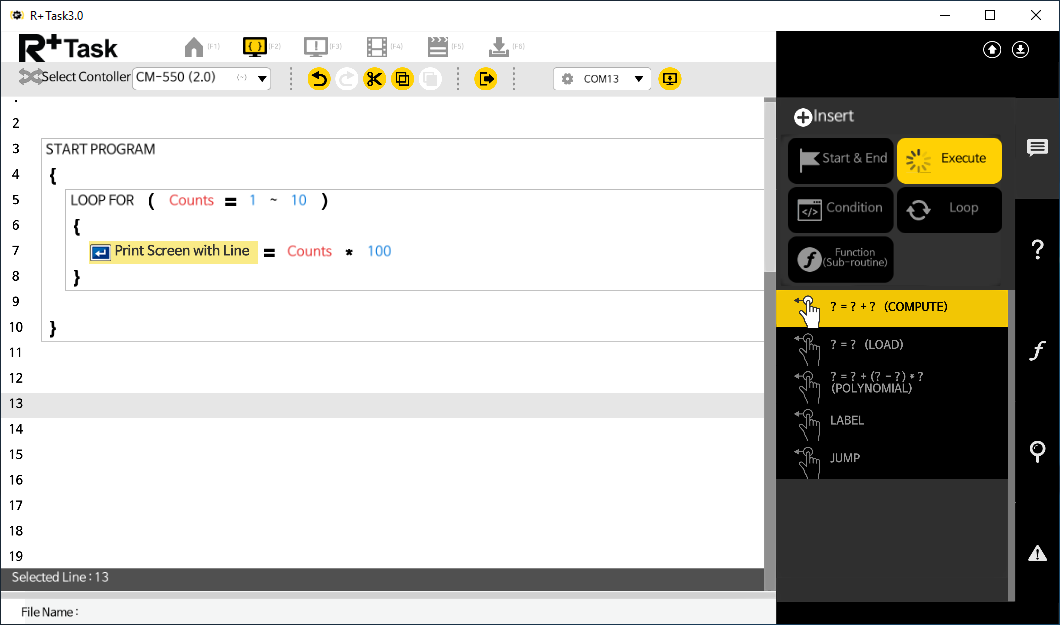 R+ Task3.0
R+Task
(F1) (F2) (F3) (F4) (F5) (F6)
Select Contoller CM-550 (2.0) COM13
2
3 START PROGRAM
4 {
5 LOOP FOR ( Counts = 1 ~ 10 )
6 {
7 Print Screen with Line = Counts * 100
8 }
9
10 }
11
12
13
14
15
16
17
18
19
Selected Line : 13
File Name :
Insert
Start & End Execute
Condition Loop
Function
(Sub-routine)
? = ? + ? (COMPUTE)
? = ? (LOAD)
? = ? + (? - ?) * ?
(POLYNOMIAL)
LABEL
JUMP